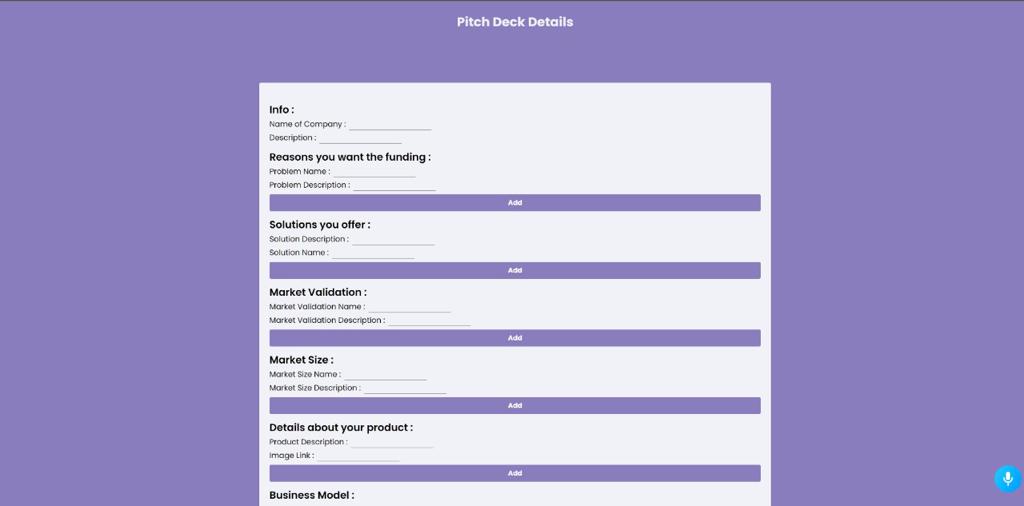 Pitch Deck Details
Info :
Name of Company :
Description :
Reasons you want the funding :
Problem Name :
Problem Description :
Add
Solutions you offer :
Solution Description :
Solution Name :
Add
Market Validation :
Market Validation Name :
Market Validation Description :
Add
Market Size :
Market Size Name :
Market Size Description :
Add
Details about your product :
Product Description :
Image Link :
Add
Business Model :